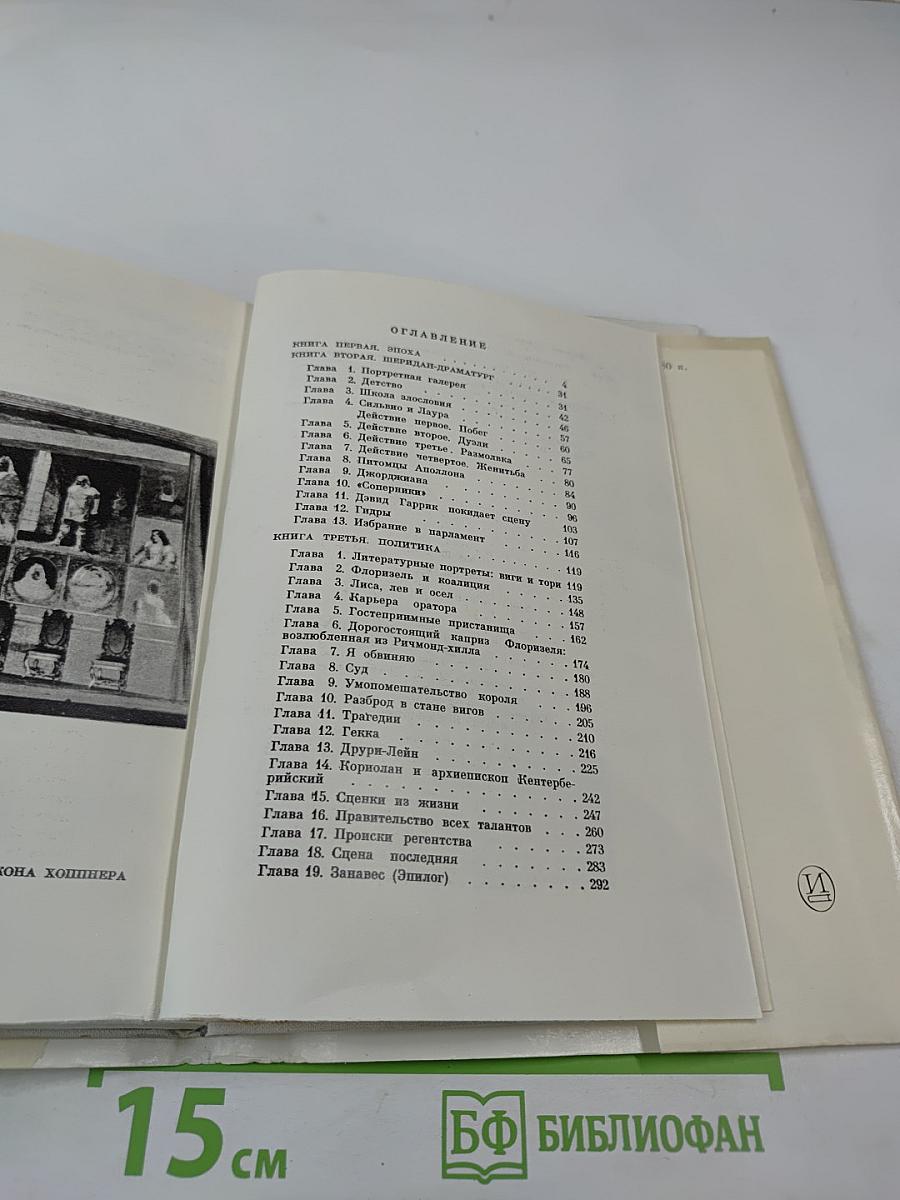 ОГЛАВЛЕНИЕ
КНИГА ПЕРВАЯ. ЭПОХА . . . . . . . . . 4
КНИГА ВТОРАЯ. ШЕРИДАН-ДРАМАТУРГ . . . . . 31
Глава 1. Портретная галерея . . . . . . . 31
Глава 2. Детство . . . . . . . . . 42
Глава 3. Школа злословия . . . . . . . 46
Глава 4. Сильвио и Лаура . . . . . . . 57
Действие первое. Побег . . . . . 60
Глава 5. Действие второе. Дуэли . . . . . 65
Глава 6. Действие третье. Размолвка . . . . 77
Глава 7. Действие четвертое. Женитьба . . . 80
Глава 8. Питомцы Аполлона . . . . . . . 84
Глава 9. Джорджиана . . . . . . . . 90
Глава 10. «Соперники» . . . . . . . . 96
Глава 11. Дэвид Гаррик покидает сцену . . . 103
Глава 12. Гидры . . . . . . . . . 107
Глава 13. Избрание в парламент . . . . . 116
КНИГА ТРЕТЬЯ. ПОЛИТИКА . . . . . . . 119
Глава 1. Литературные портреты: виги и тори 119
Глава 2. Флоризель и коалиция . . . . . 135
Глава 3. Лиса, лев и осел . . . . . . . 148
Глава 4. Карьера оратора . . . . . . . 157
Глава 5. Гостеприимные пристанища . . . 162
Глава 6. Дорогостоящий каприз Флоризеля:
возлюбленная из Ричмонд-хилла . . . . . 174
Глава 7. Я обвиняю . . . . . . . . 180
Глава 8. Суд . . . . . . . . . . 188
Глава 9. Умопомешательство короля . . . 196
Глава 10. Разброд в стане вигов . . . . . 205
Глава 11. Трагедии . . . . . . . . 210
Глава 12. Гекка . . . . . . . . . 216
Глава 13. Друри-Лейн . . . . . . . . 225
Глава 14. Кориолан и архиепископ Кентербе-
рийский . . . . . . . . . . . 242
Глава 15. Сценки из жизни . . . . . . 247
Глава 16. Правительство всех талантов . . . 260
Глава 17. Происки регентства . . . . . 273
Глава 18. Сцена последняя . . . . . . 283
Глава 19. Занавес (Эпилог) . . . . . . . . 292
ХОППНЕРА
И
15 см
БФ БИБЛИОФАН